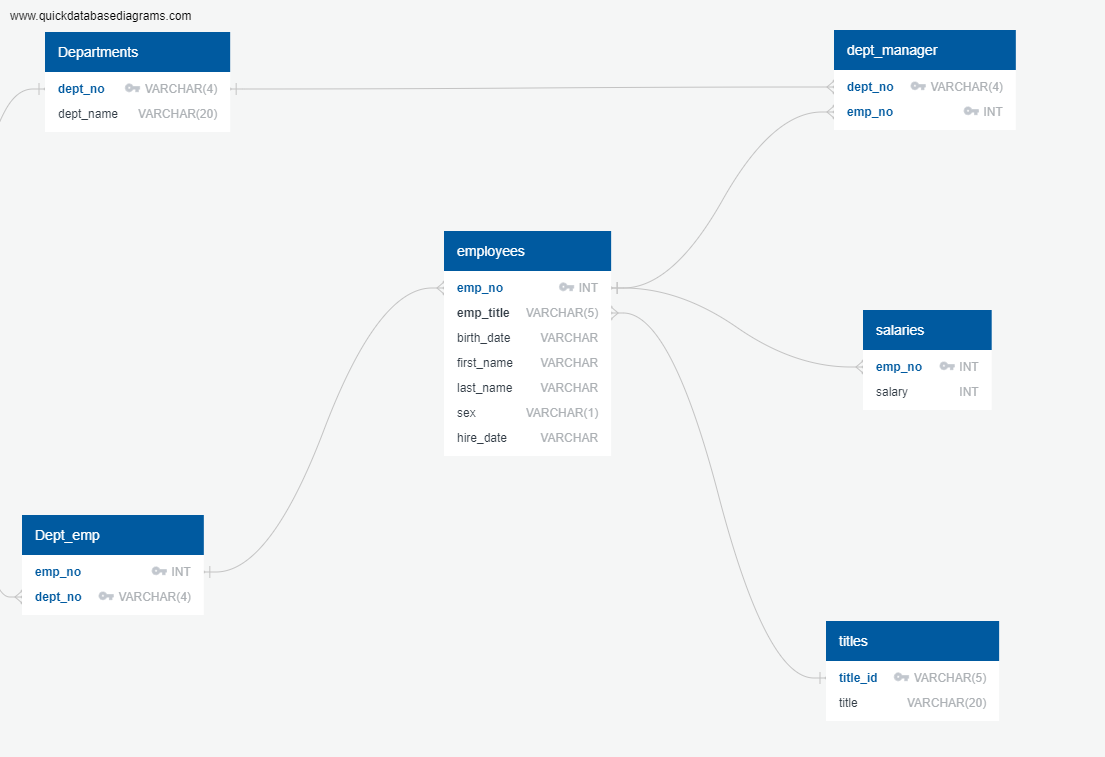 www.quickdatabasediagrams.com
Departments
dept_no VARCHAR(4)
dept_name VARCHAR(20)
dept_manager
dept_no VARCHAR(4)
emp_no INT
employees
emp_no INT
emp_title VARCHAR(5)
birth_date VARCHAR
first_name VARCHAR
last_name VARCHAR
sex VARCHAR(1)
hire_date VARCHAR
salaries
emp_no INT
salary INT
Dept_emp
emp_no INT
dept_no VARCHAR(4)
titles
title_id VARCHAR(5)
title VARCHAR(20)